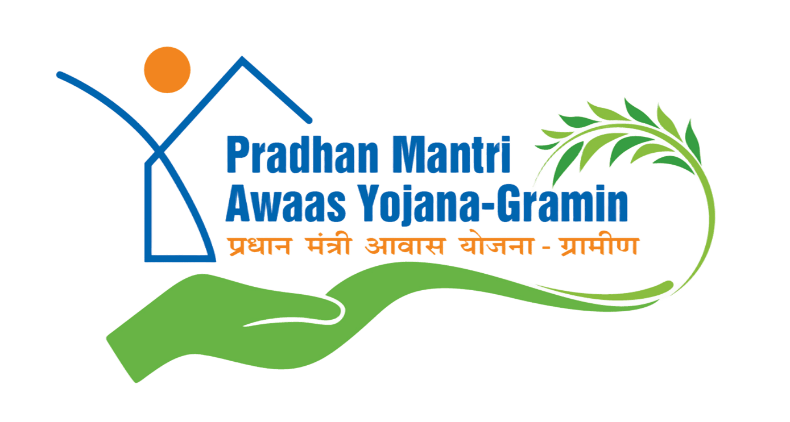 Pradhan Mantri
Awaas Yojana-Gramin
प्रधान मंत्री आवास योजना - ग्रामीण